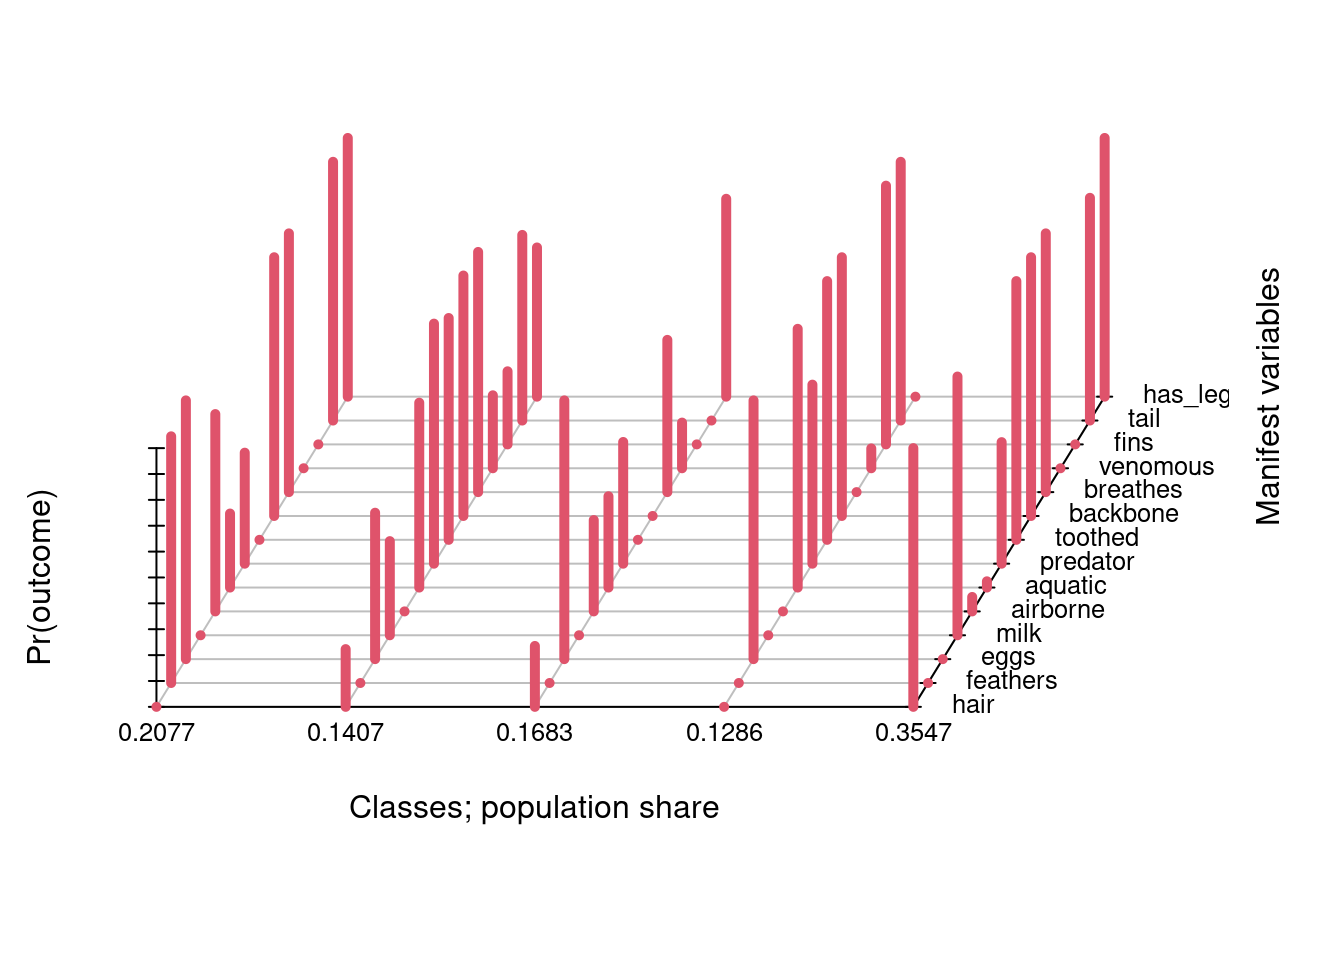 has_leg
tail
fins
venomous
breathes
backbone
toothed
predator
aquatic
airborne
milk
eggs
feathers
hair
Manifest variables
Pr(outcome)
0.2077 0.1407 0.1683 0.1286 0.3547
Classes; population share